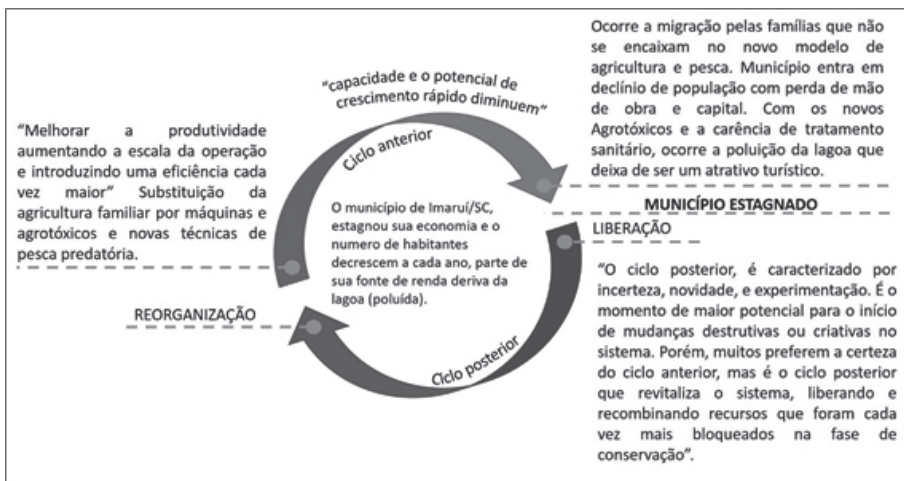 Ocorre a migração pelas famílias que não
se encaixam no novo modelo de
agricultura e pesca. Município entra em
declínio de população com perda de mão
de obra e capital. Com os novos
Agrotóxicos e a carência de tratamento
sanitário, ocorre a poluição da lagoa que
deixa de ser um atrativo turístico.
"capacidade e o potencial de
crescimento rápido diminuem"
Ciclo anterior
"Melhorar a produtividade
aumentando a escala da operação
e introduzindo uma eficiência cada
vez maior" Substituição da
agricultura familiar por máquinas e
agrotóxicos e novas técnicas de
pesca predatória.
O município de Imaruí/SC,
estagnou sua economia e o
numero de habitantes
decrescem a cada ano, parte de
sua fonte de renda deriva da
lagoa (poluída).
MUNICÍPIO ESTAGNADO
LIBERAÇÃO
"O ciclo posterior, é caracterizado por
incerteza, novidade, e experimentação. É o
momento de maior potencial para o início
de mudanças destrutivas ou criativas no
sistema. Porém, muitos preferem a certeza
do ciclo anterior, mas é o ciclo posterior
que revitaliza o sistema, liberando e
recombinando recursos que foram cada
vez mais bloqueados na fase de
conservação".
REORGANIZAÇÃO
Ciclo posterior